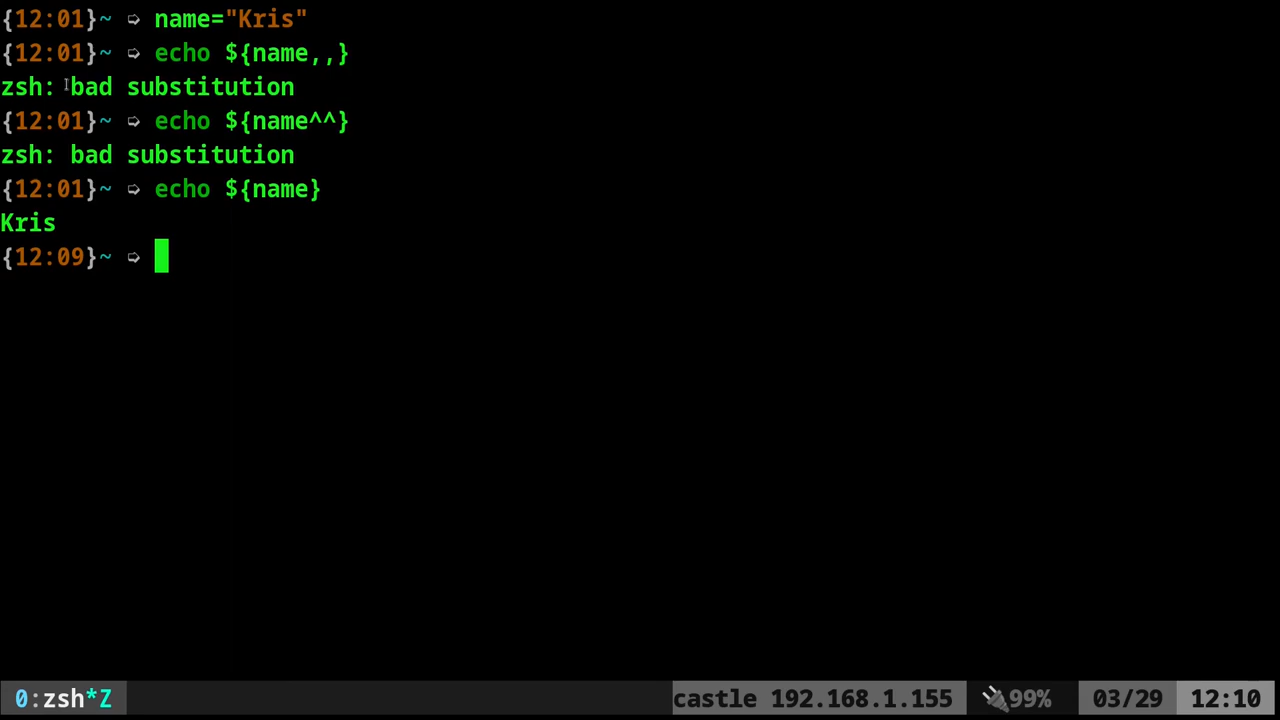 {12:01}~ ➭ name="Kris"
{12:01}~ ➭ echo ${name,,}
zsh: bad substitution
{12:01}~ ➭ echo ${name^^}
zsh: bad substitution
{12:01}~ ➭ echo ${name}
Kris
{12:09}~ ➭
0:zsh*Z castle 192.168.1.155 🔌99% 03/29 12:10